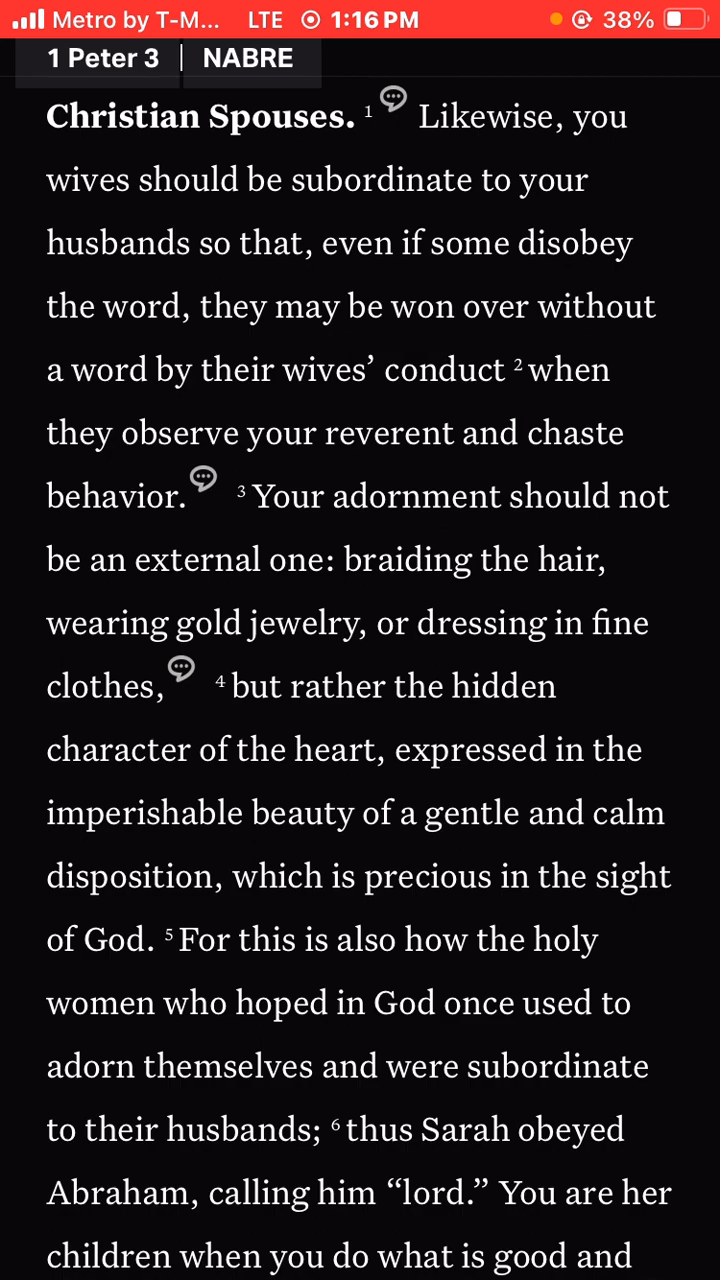 Metro by T-M... LTE 1:16 PM 38%
1 Peter 3 | NABRE
Christian Spouses. 1 Likewise, you
wives should be subordinate to your
husbands so that, even if some disobey
the word, they may be won over without
a word by their wives’ conduct 2 when
they observe your reverent and chaste
behavior. 3 Your adornment should not
be an external one: braiding the hair,
wearing gold jewelry, or dressing in fine
clothes, 4 but rather the hidden
character of the heart, expressed in the
imperishable beauty of a gentle and calm
disposition, which is precious in the sight
of God. 5 For this is also how the holy
women who hoped in God once used to
adorn themselves and were subordinate
to their husbands; 6 thus Sarah obeyed
Abraham, calling him “lord.” You are her
children when you do what is good and